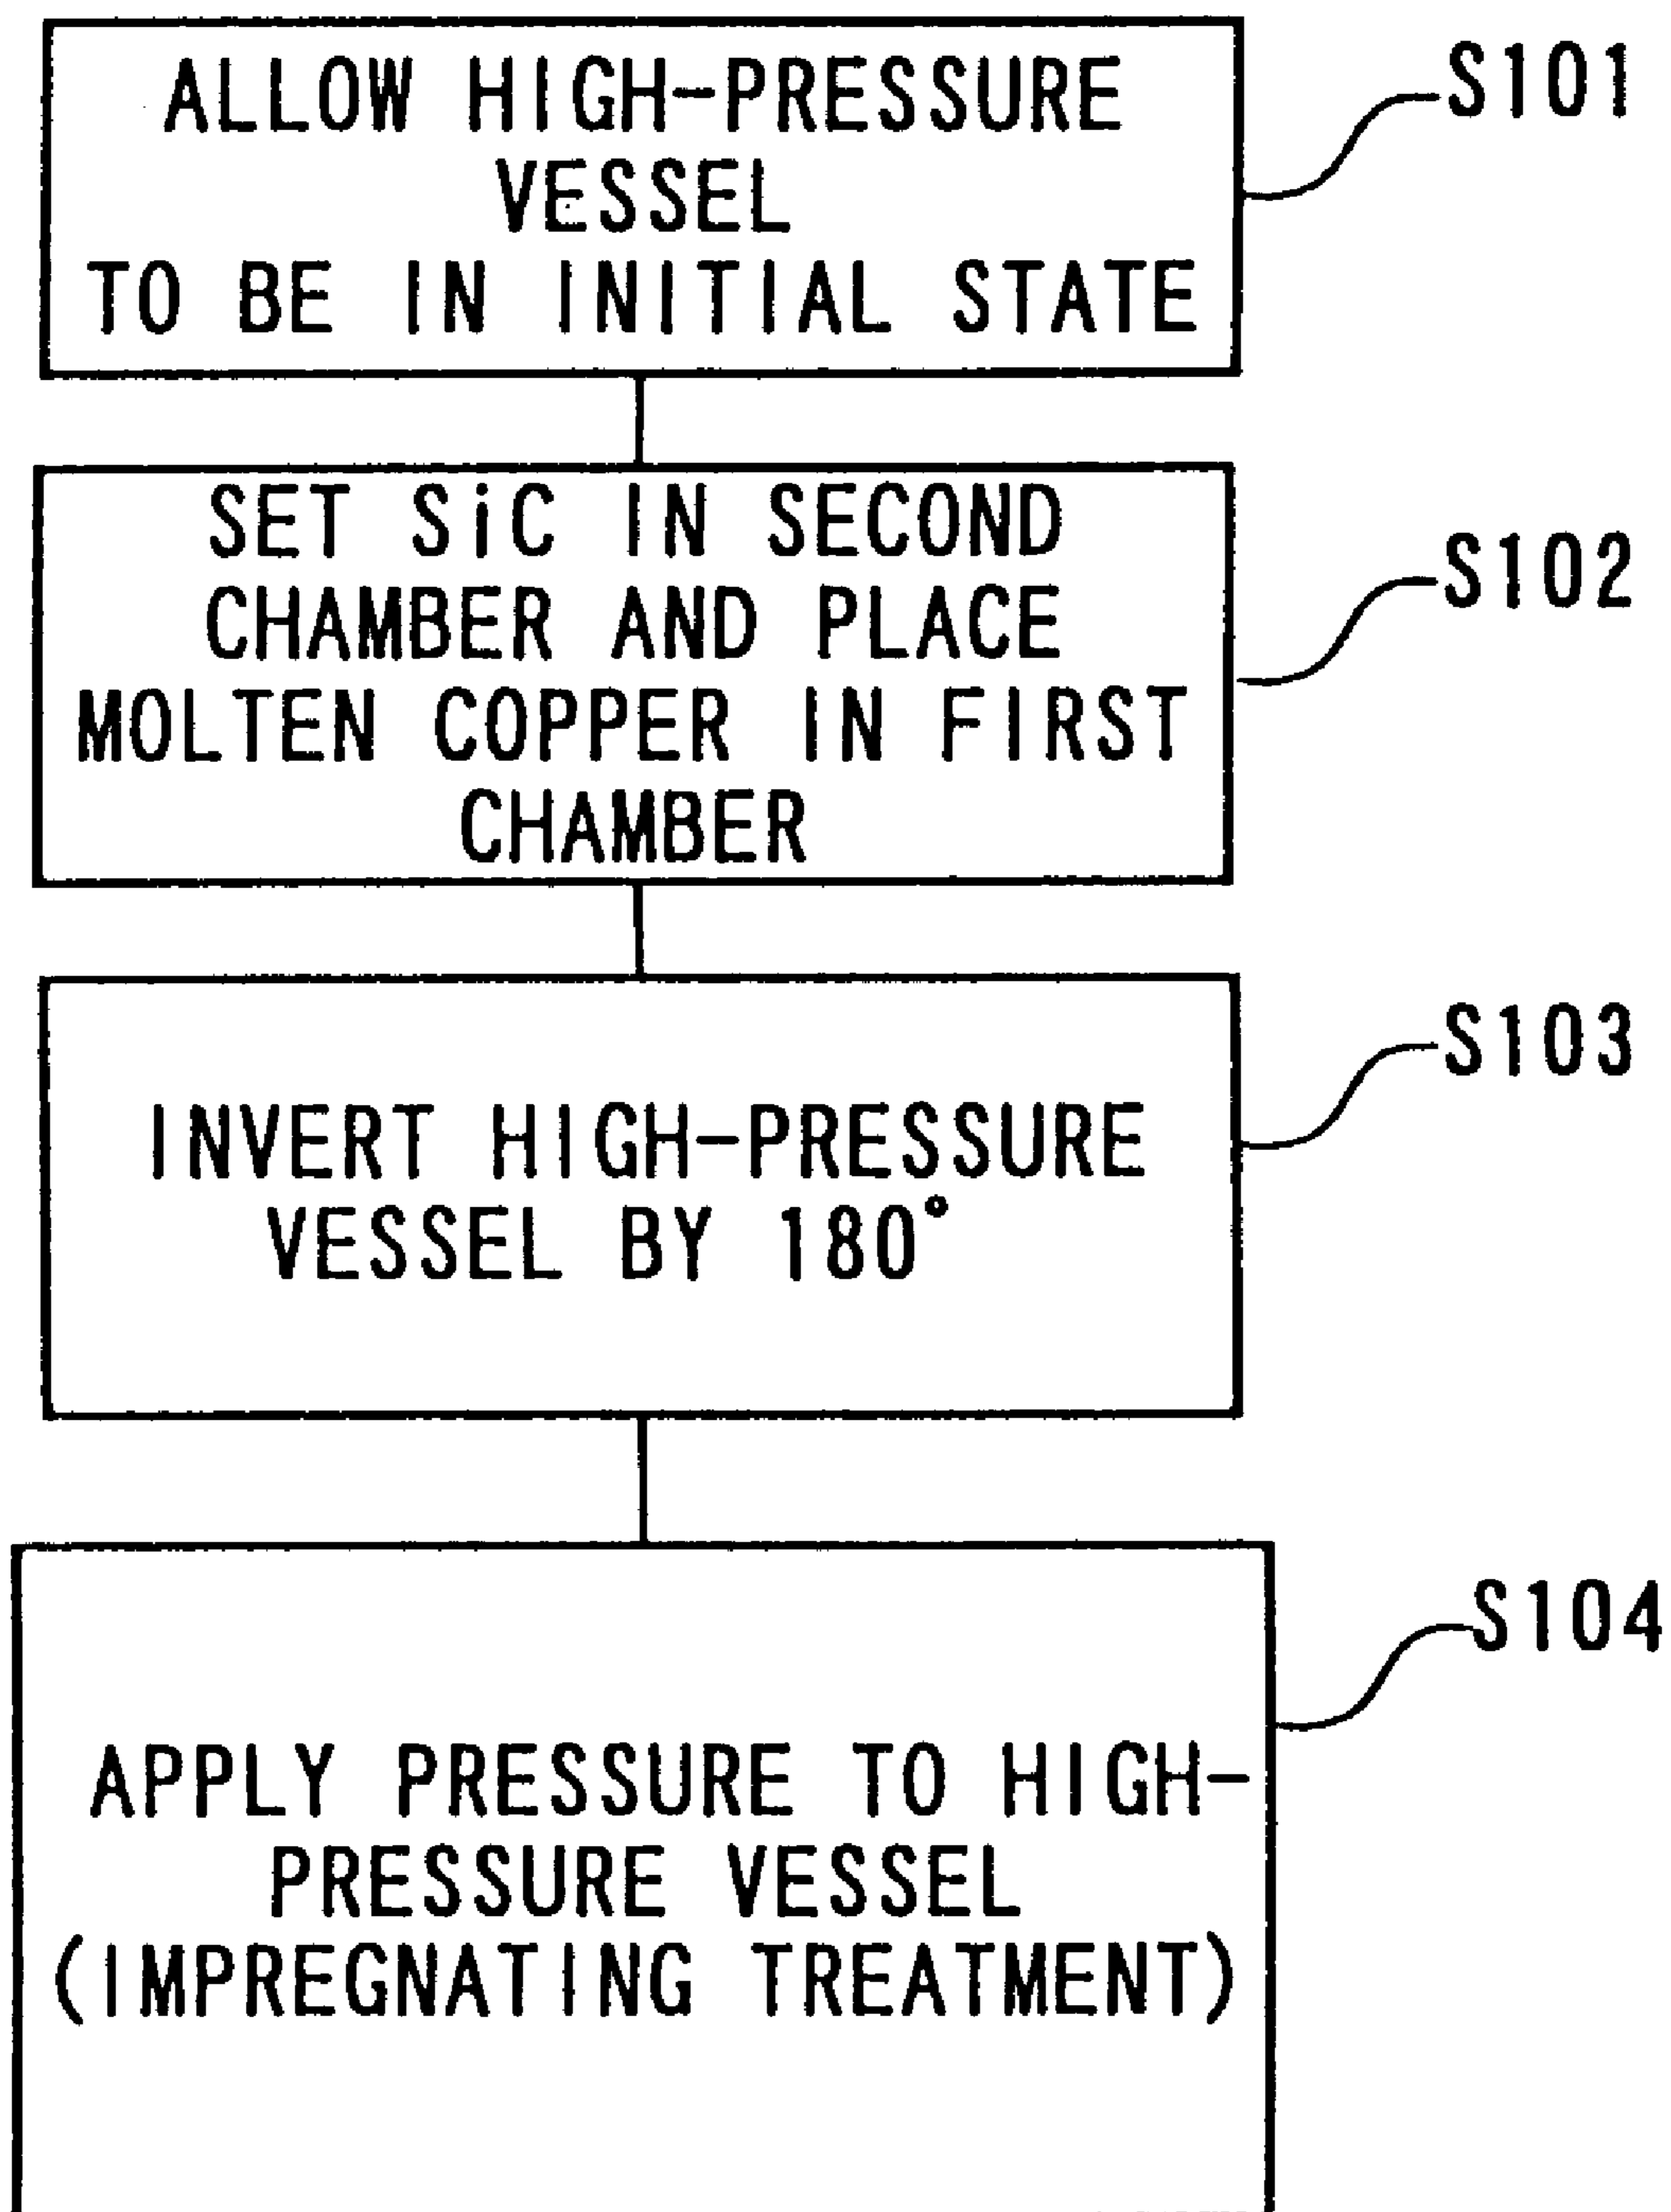 ALLOW HIGH-PRESSURE
VESSEL
TO BE IN INITIAL STATE
S101
SET SiC IN SECOND
CHAMBER AND PLACE
MOLTEN COPPER IN FIRST
CHAMBER
S102
INVERT HIGH-PRESSURE
VESSEL BY 180°
S103
APPLY PRESSURE TO HIGH-
PRESSURE VESSEL
(IMPREGNATING TREATMENT)
S104